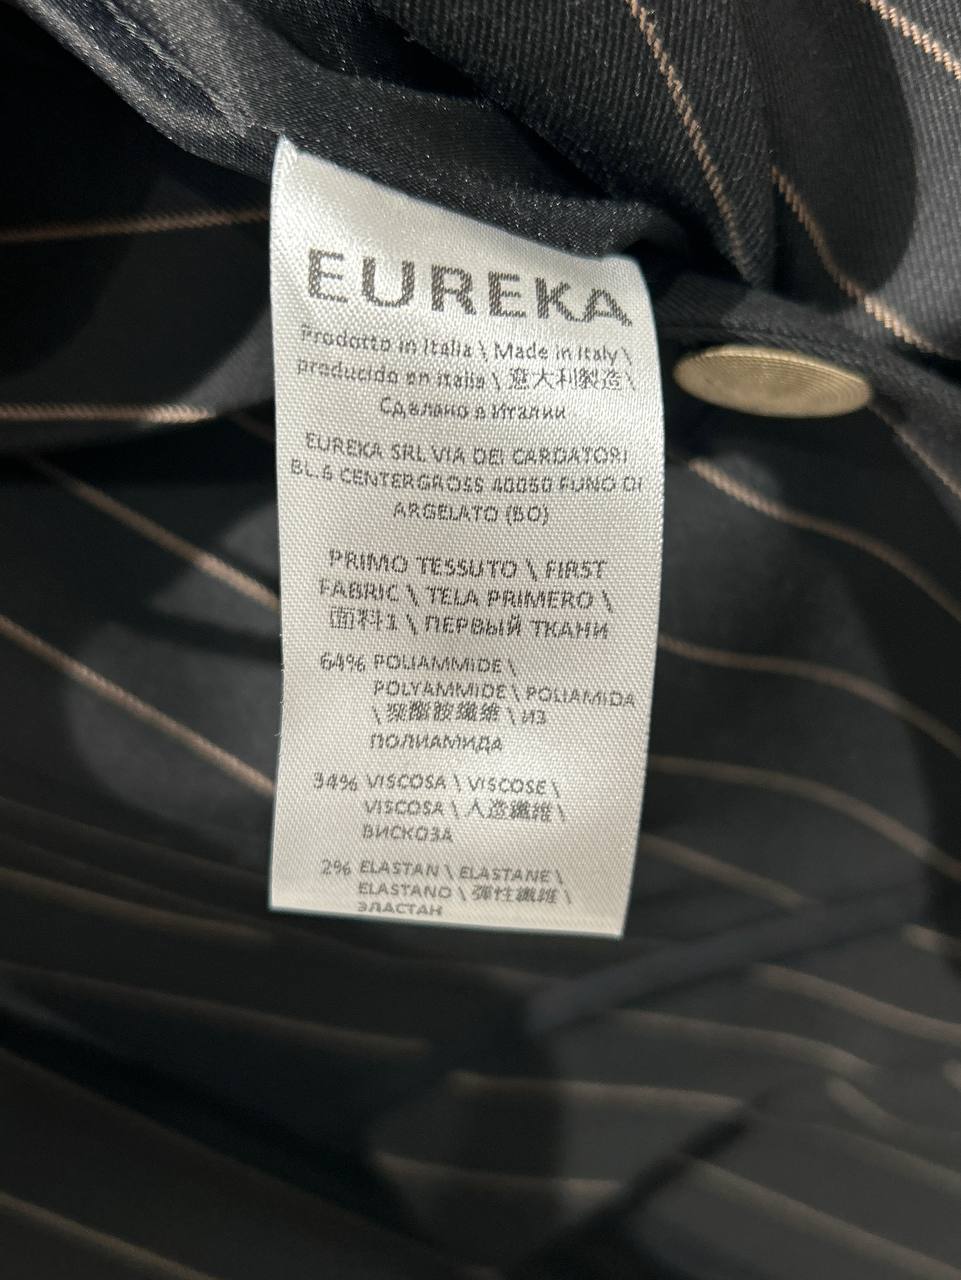 EUREKA
Prodotto in Italia \ Made in Italy \
producido en italia \ 意大利製造 \
Сделано в Италии
EUREKA SRL VIA DEI CARDATORI
BL.6 CENTERGROSS 40050 FUNO DI
ARGELATO (BO)
PRIMO TESSUTO \ FIRST
FABRIC \ TELA PRIMERO \
面料1 \ ПЕРВЫЙ ТКАНИ
64% POLIAMMIDE \
POLYAMMIDE \ POLIAMIDA
\ 聚酰胺纖維 \ ИЗ
ПОЛИАМИДА
34% VISCOSA \ VISCOSE \
VISCOSA \ 人造纖維 \
ВИСКОЗА
2% ELASTAN \ ELASTANE \
ELASTANO \ 彈性纖維 \
ЭЛАСТАН